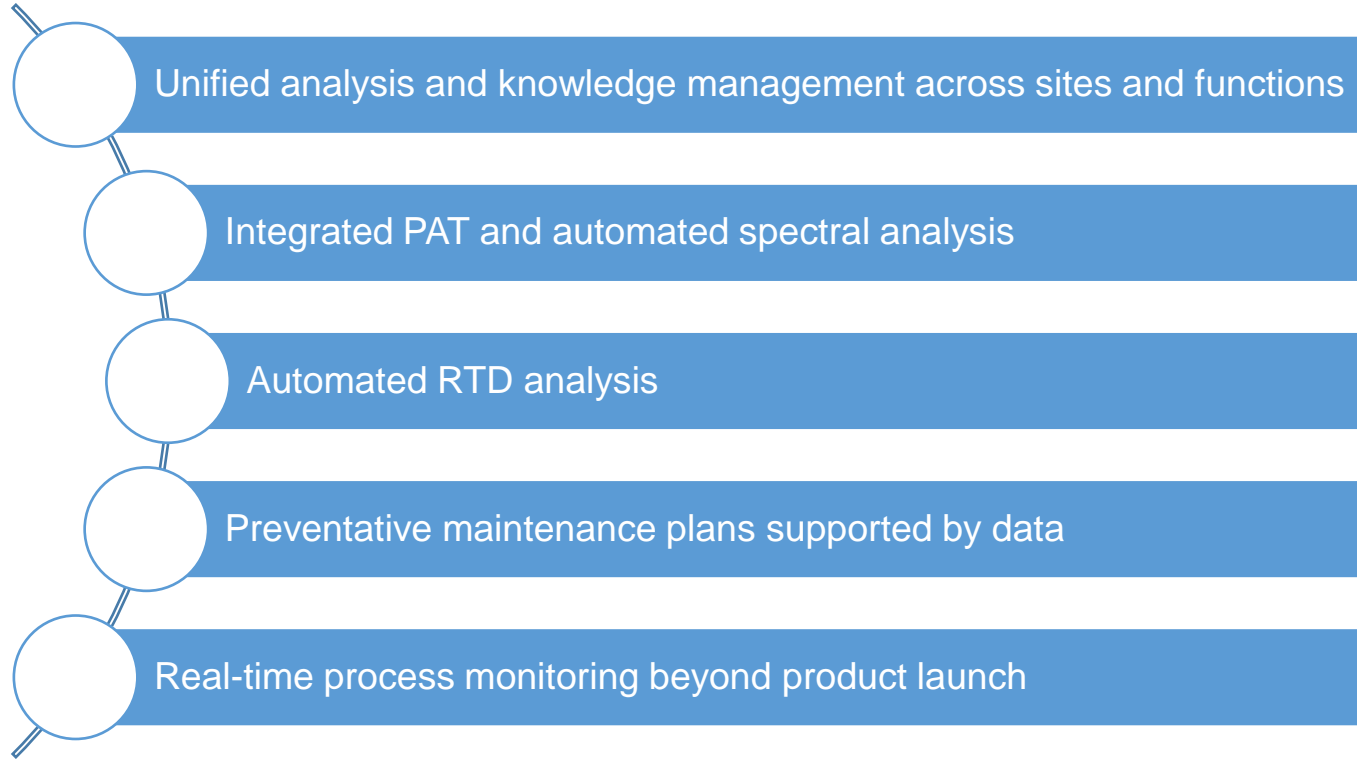 Unified analysis and knowledge management across sites and functions
Integrated PAT and automated spectral analysis
Automated RTD analysis
Preventative maintenance plans supported by data
Real-time process monitoring beyond product launch